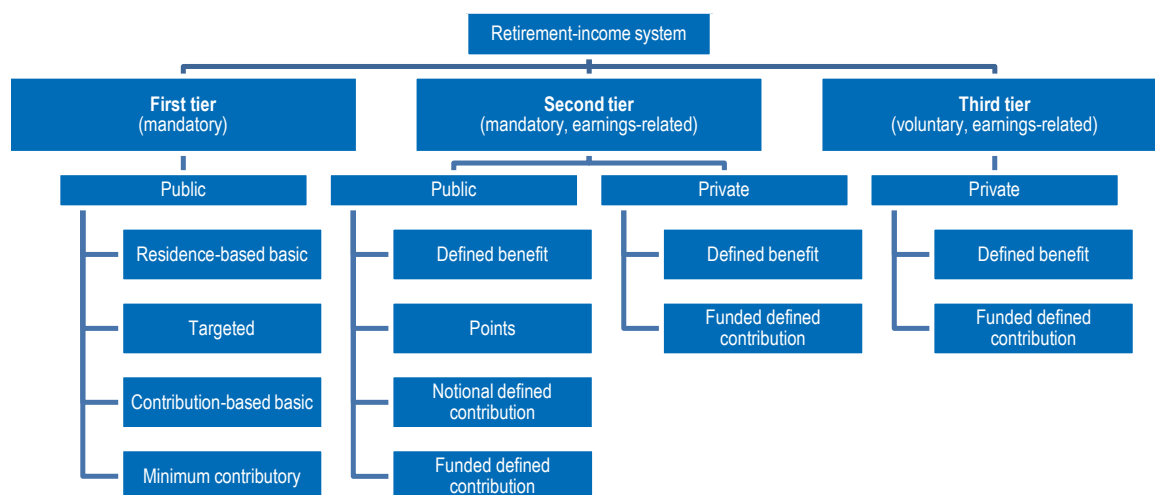 Retirement-income system
First tier
(mandatory)
Second tier
(mandatory, earnings-related)
Third tier
(voluntary, earnings-related)
Public
Public
Private
Private
Residence-based basic
Defined benefit
Defined benefit
Defined benefit
Targeted
Points
Funded defined
contribution
Funded defined
contribution
Contribution-based basic
Notional defined
contribution
Minimum contributory
Funded defined
contribution